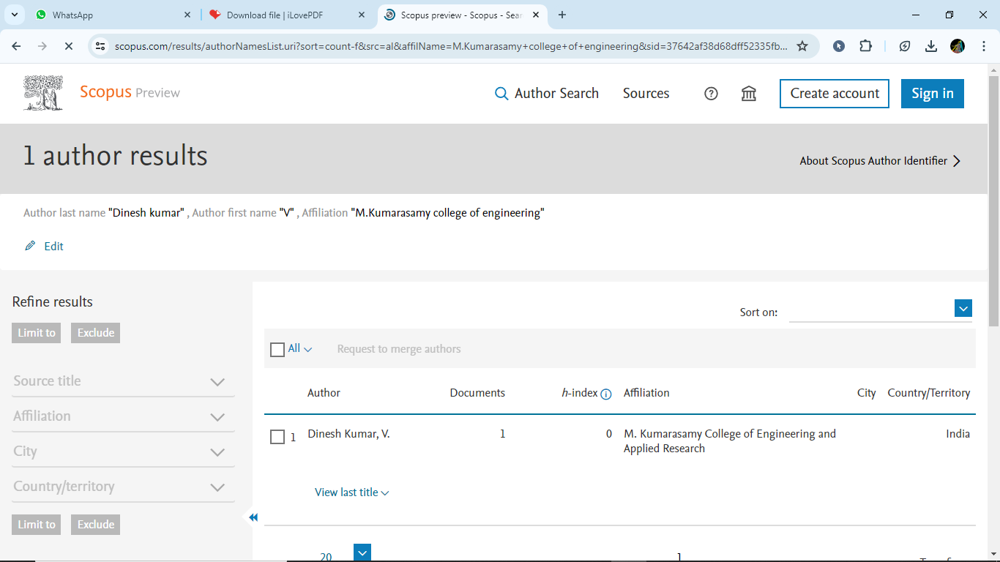 WhatsApp
Download file | iLovePDF
Scopus preview - Scopus - Sear
scopus.com/results/authorNamesList.uri?sort=count-f&src=al&affilName=M.Kumarasamy+college+of+engineering&sid=37642af38d68dff52335fb...
Scopus Preview
Author Search
Sources
Create account
Sign in
1 author results
About Scopus Author Identifier
Author last name "Dinesh kumar" , Author first name "V" , Affiliation "M.Kumarasamy college of engineering"
Edit
Refine results
Limit to Exclude
Source title
Affiliation
City
Country/territory
Limit to Exclude
Sort on:
All Request to merge authors
Author Documents h-index Affiliation City Country/Territory
1 Dinesh Kumar, V. 1 0 M. Kumarasamy College of Engineering and India
Applied Research
View last title
20 1